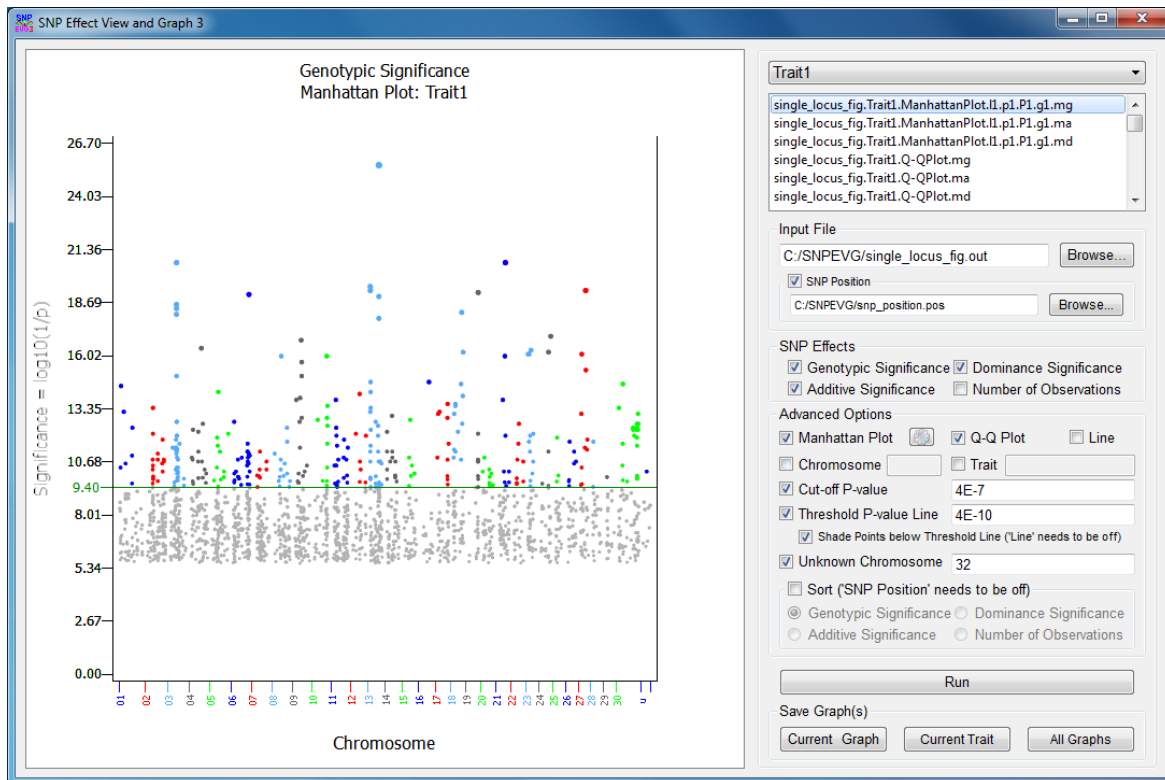 SNP Effect View and Graph 3
Genotypic Significance
Manhattan Plot: Trait1
Significance = log10(1/p)
26.70
24.03
21.36
18.69
16.02
13.35
10.68
9.40
8.01
5.34
2.67
0.00
01 02 03 04 05 06 07 08 09 10 11 12 13 14 15 16 17 18 19 20 21 22 23 24 25 26 27 28 29 30 u
Chromosome
Trait1
single_locus_fig.Trait1.ManhattanPlot.l1.p1.P1.g1.mg
single_locus_fig.Trait1.ManhattanPlot.l1.p1.P1.g1.ma
single_locus_fig.Trait1.ManhattanPlot.l1.p1.P1.g1.md
single_locus_fig.Trait1.Q-QPlot.mg
single_locus_fig.Trait1.Q-QPlot.ma
single_locus_fig.Trait1.Q-QPlot.md
Input File
C:/SNPEVG/single_locus_fig.out Browse...
SNP Position
C:/SNPEVG/snp_position.pos Browse...
SNP Effects
Genotypic Significance Dominance Significance
Additive Significance Number of Observations
Advanced Options
Manhattan Plot Q-Q Plot Line
Chromosome Trait
Cut-off P-value 4E-7
Threshold P-value Line 4E-10
Shade Points below Threshold Line ('Line' needs to be off)
Unknown Chromosome 32
Sort ('SNP Position' needs to be off)
Genotypic Significance Dominance Significance
Additive Significance Number of Observations
Run
Save Graph(s)
Current Graph Current Trait All Graphs